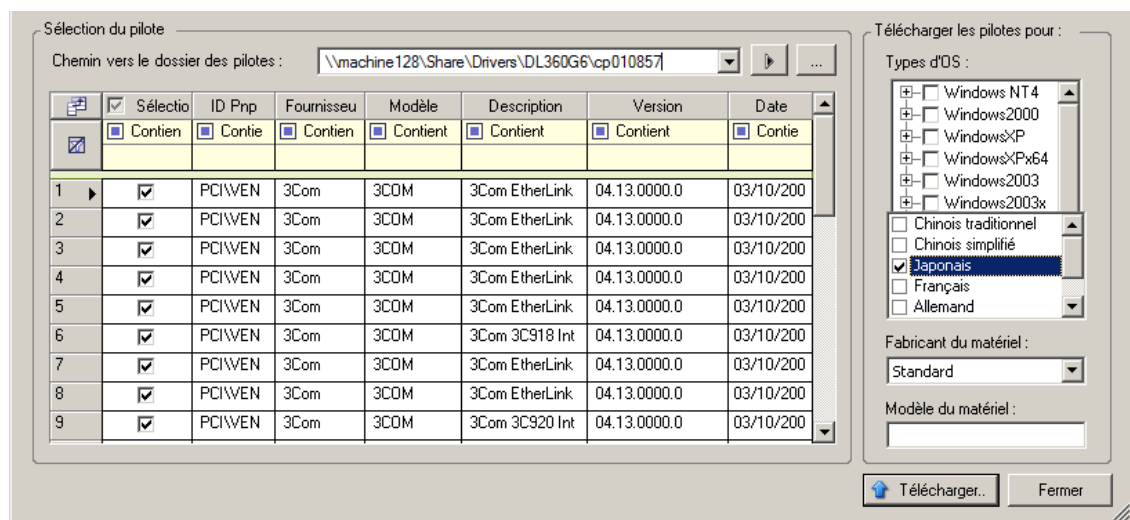 Sélection du pilote
Chemin vers le dossier des pilotes : \\machine128\Share\Drivers\DL360G6\cp010857 ...
Sélectio ID Pnp Fournisseu Modèle Description Version Date
Contien Contie Contien Contient Contient Contient Contie
1 PCI\VEN 3Com 3COM 3Com EtherLink 04.13.0000.0 03/10/200
2 PCI\VEN 3Com 3COM 3Com EtherLink 04.13.0000.0 03/10/200
3 PCI\VEN 3Com 3COM 3Com EtherLink 04.13.0000.0 03/10/200
4 PCI\VEN 3Com 3COM 3Com EtherLink 04.13.0000.0 03/10/200
5 PCI\VEN 3Com 3COM 3Com EtherLink 04.13.0000.0 03/10/200
6 PCI\VEN 3Com 3COM 3Com 3C918 Int 04.13.0000.0 03/10/200
7 PCI\VEN 3Com 3COM 3Com EtherLink 04.13.0000.0 03/10/200
8 PCI\VEN 3Com 3COM 3Com EtherLink 04.13.0000.0 03/10/200
9 PCI\VEN 3Com 3COM 3Com 3C920 Int 04.13.0000.0 03/10/200
Télécharger les pilotes pour :
Types d'OS :
Windows NT4
Windows2000
WindowsXP
WindowsXPx64
Windows2003
Windows2003x
Chinois traditionnel
Chinois simplifié
Japonais
Français
Allemand
Fabricant du matériel :
Standard
Modèle du matériel :
Télécharger.. Fermer